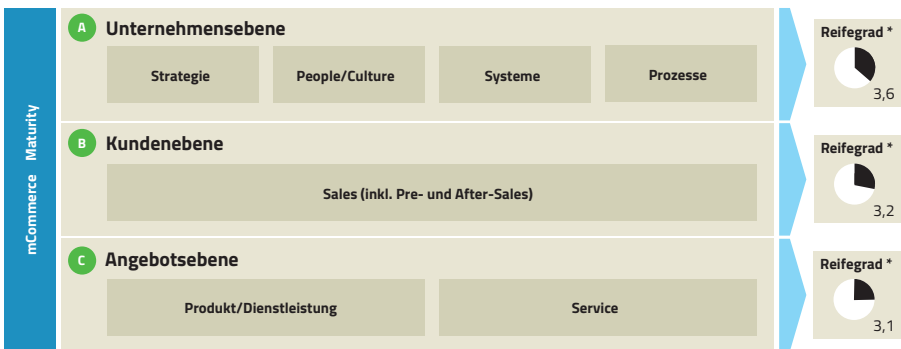 mCommerce Maturity
A
Unternehmensebene
Strategie
People/Culture
Systeme
Prozesse
Reifegrad *
3,6
B
Kundenebene
Sales (inkl. Pre- und After-Sales)
Reifegrad *
3,2
C
Angebotsebene
Produkt/Dienstleistung
Service
Reifegrad *
3,1